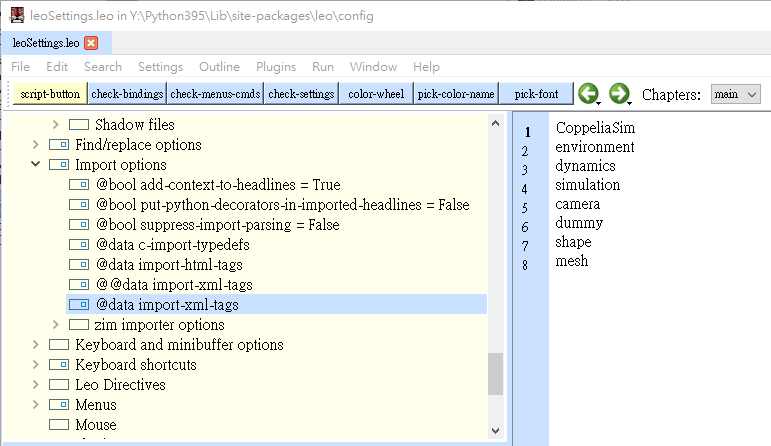 leoSettings.leo in Y:\Python395\Lib\site-packages\leo\config
leoSettings.leo
File Edit Search Settings Outline Plugins Run Window Help
script-button check-bindings check-menus-cmds check-settings color-wheel pick-color-name pick-font Chapters: main
Shadow files
Find/replace options
Import options
@bool add-context-to-headlines = True
@bool put-python-decorators-in-imported-headlines = False
@bool suppress-import-parsing = False
@data c-import-typedefs
@data import-html-tags
@@data import-xml-tags
@data import-xml-tags
zim importer options
Keyboard and minibuffer options
Keyboard shortcuts
Leo Directives
Menus
Mouse
1 CoppeliaSim
2 environment
3 dynamics
4 simulation
5 camera
6 dummy
7 shape
8 mesh